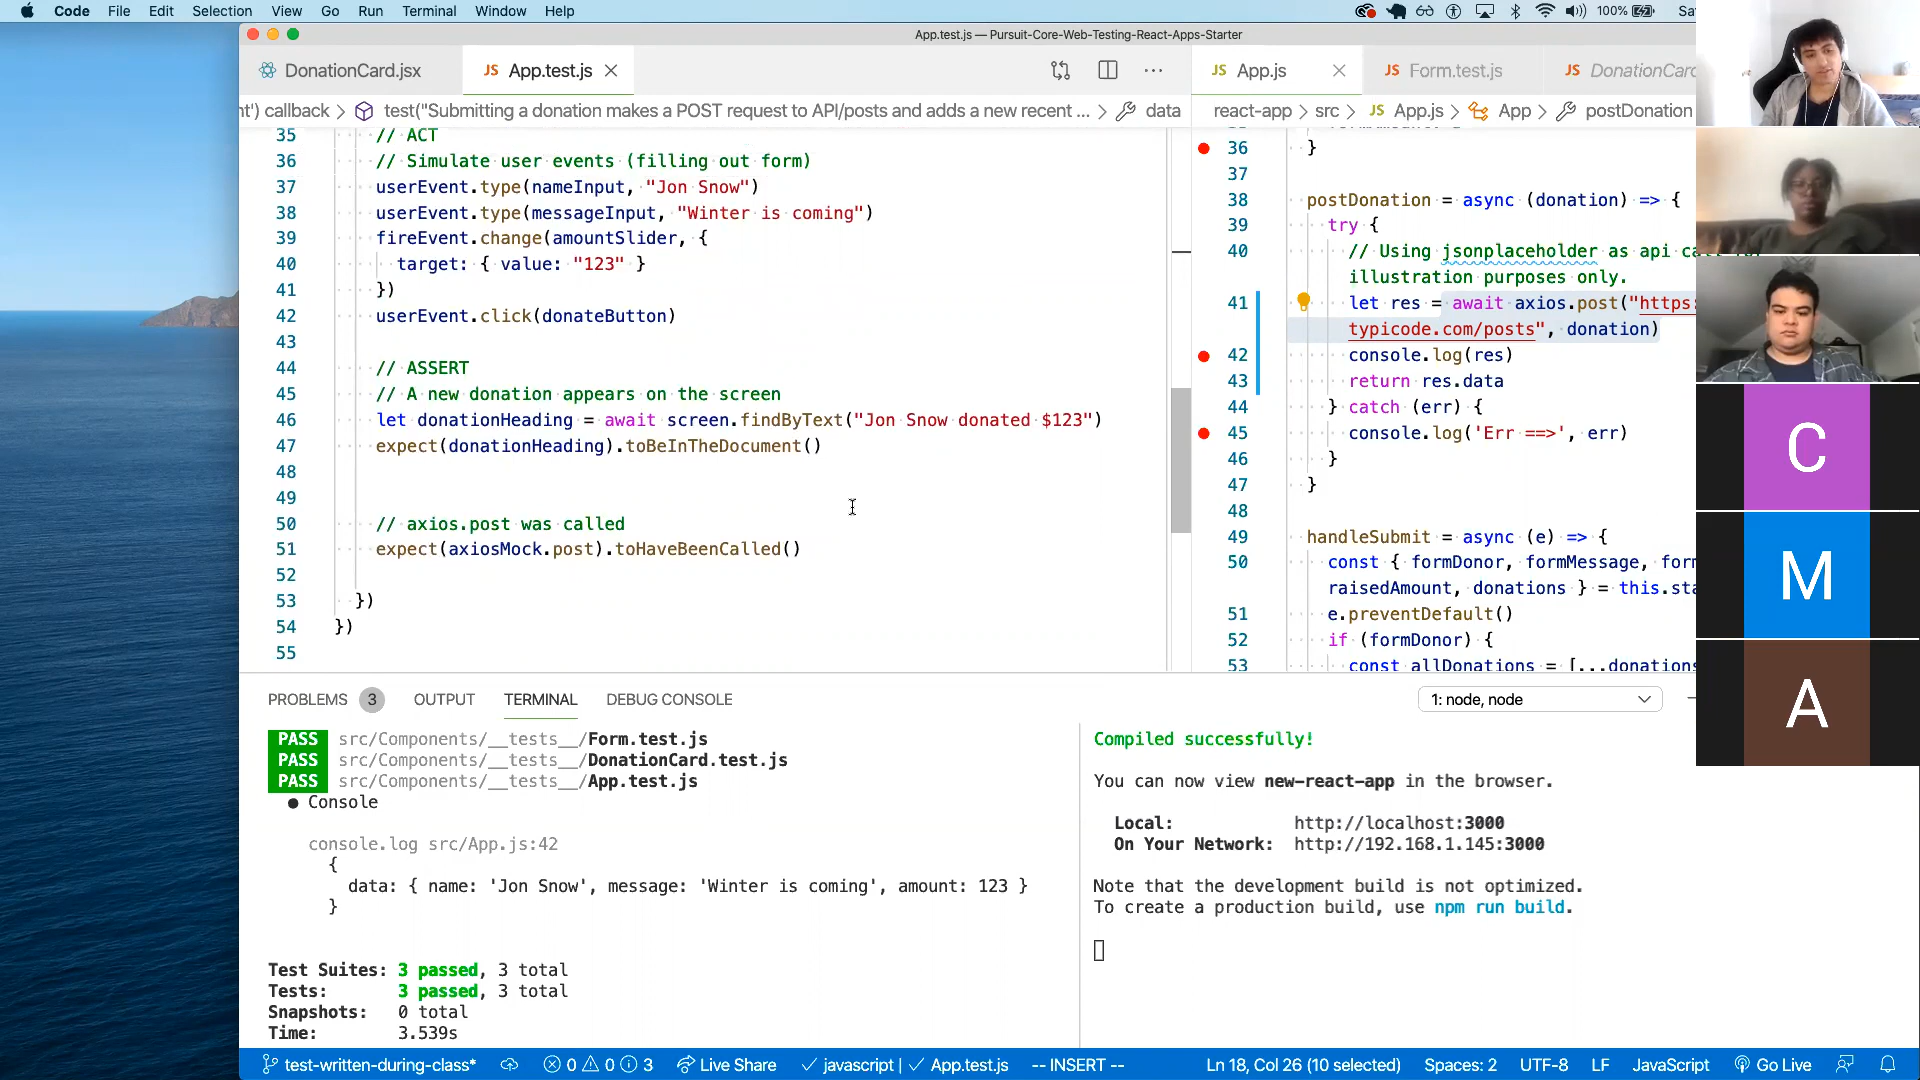 Code File Edit Selection View Go Run Terminal Window Help
100%
App.test.js — Pursuit-Core-Web-Testing-React-Apps-Starter
DonationCard.jsx
JS App.test.js
JS App.js
JS Form.test.js
JS DonationCar
nt') callback > test("Submitting a donation makes a POST request to API/posts and adds a new recent ... > data
react-app > src > JS App.js > App > postDonation
35 // ACT
36 // Simulate user events (filling out form)
37 userEvent.type(nameInput, "Jon Snow")
38 userEvent.type(messageInput, "Winter is coming")
39 fireEvent.change(amountSlider, {
40 target: { value: "123" }
41 })
42 userEvent.click(donateButton)
43
44 // ASSERT
45 // A new donation appears on the screen
46 let donationHeading = await screen.findByText("Jon Snow donated $123")
47 expect(donationHeading).toBeInTheDocument()
48
49
50 // axios.post was called
51 expect(axiosMock.post).toHaveBeenCalled()
52
53 })
54 })
55
36 }
37
38 postDonation = async (donation) => {
39 try {
40 // Using jsonplaceholder as api
illustration purposes only.
41 let res = await axios.post("https:
typicode.com/posts", donation)
42 console.log(res)
43 return res.data
44 } catch (err) {
45 console.log('Err ==>', err)
46 }
47 }
48
49 handleSubmit = async (e) => {
50 const { formDonor, formMessage, for
raisedAmount, donations } = this.sta
51 e.preventDefault()
52 if (formDonor) {
53 const allDonations = [...donations
PROBLEMS 3 OUTPUT TERMINAL DEBUG CONSOLE
1: node, node
PASS src/Components/__tests__/Form.test.js
PASS src/Components/__tests__/DonationCard.test.js
PASS src/Components/__tests__/App.test.js
● Console
console.log src/App.js:42
{
data: { name: 'Jon Snow', message: 'Winter is coming', amount: 123 }
}
Test Suites: 3 passed, 3 total
Tests: 3 passed, 3 total
Snapshots: 0 total
Time: 3.539s
Compiled successfully!
You can now view new-react-app in the browser.
Local: http://localhost:3000
On Your Network: http://192.168.1.145:3000
Note that the development build is not optimized.
To create a production build, use npm run build.
C
M
A
test-written-during-class* 0 0 3 Live Share javascript | App.test.js -- INSERT -- Ln 18, Col 26 (10 selected) Spaces: 2 UTF-8 LF JavaScript Go Live